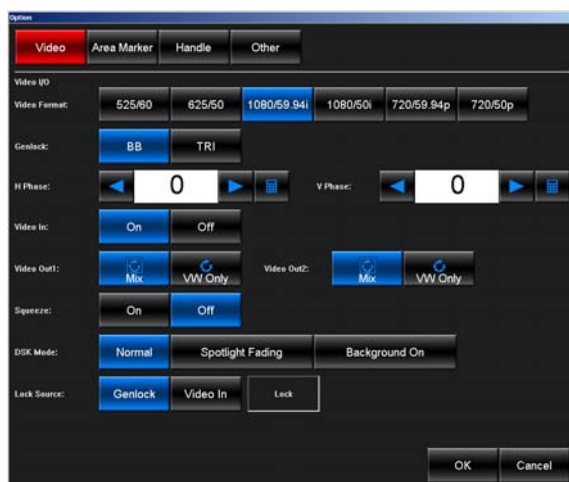 Option
Video Area Marker Handle Other
Video I/O
Video Format: 525/60 625/50 1080/59.94i 1080/50i 720/59.94p 720/50p
Genlock: BB TRI
H Phase: 0 V Phase: 0
Video In: On Off
Video Out1: Mix VW Only Video Out2: Mix VW Only
Squeeze: On Off
DSK Mode: Normal Spotlight Fading Background On
Lock Source: Genlock Video In Lock
OK Cancel